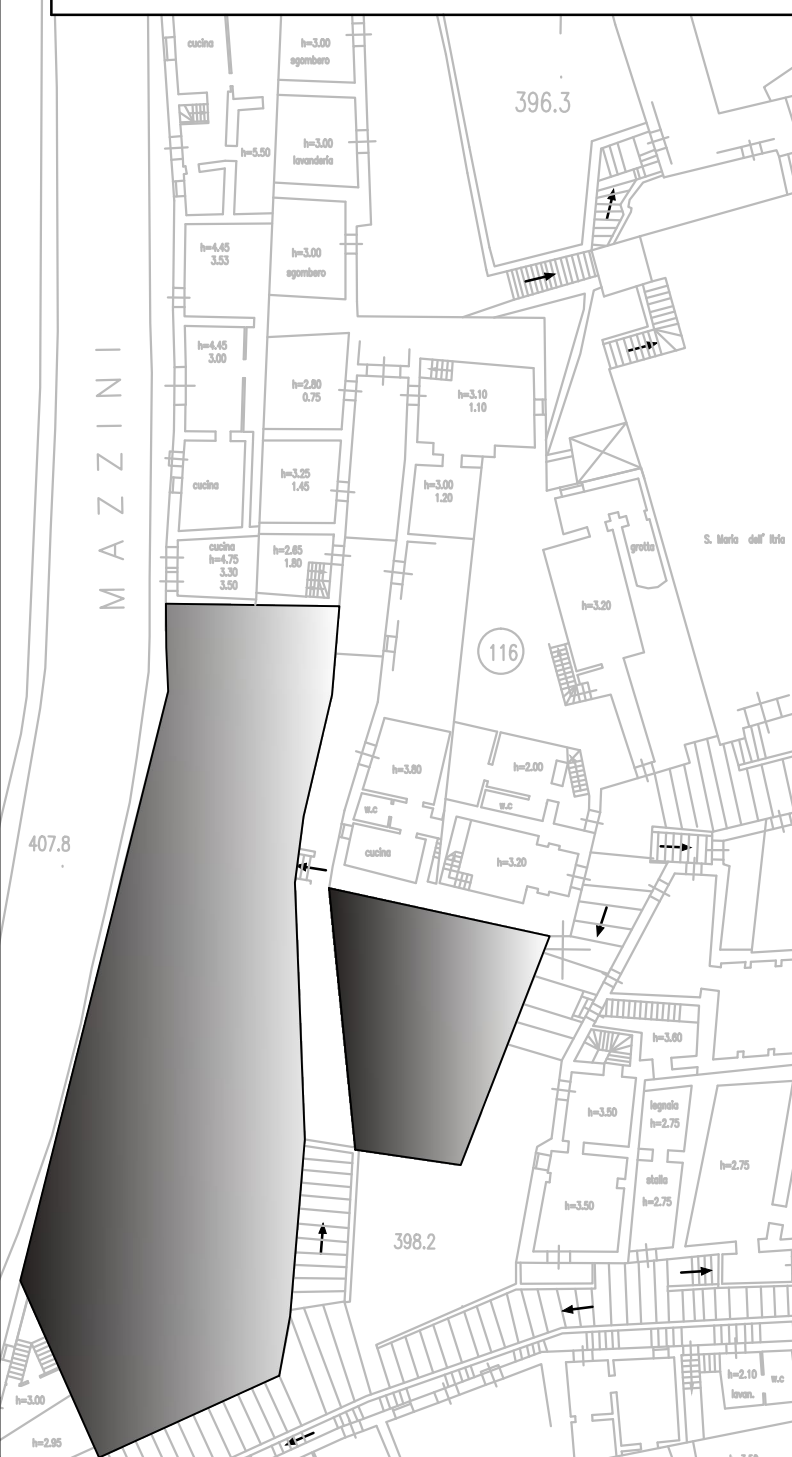 cucina
h=3.00
sgombero
396.3
h=5.50
h=3.00
lavanderia
h=4.45
3.53
h=3.00
sgombero
MAZZINI
h=4.45
3.00
h=2.80
0.75
h=3.10
1.10
cucina
h=3.25
1.45
h=3.00
1.20
cucina
h=4.75
3.30
3.50
h=2.65
1.80
grotta
S. Maria dell' Itria
h=3.20
116
h=3.80
h=2.00
w.c
w.c
407.8
cucina
h=3.20
h=3.60
h=3.50
legnaia
h=2.75
h=2.75
stalla
h=2.75
h=3.50
398.2
h=3.00
h=2.10
lavan.
w.c
h=2.95